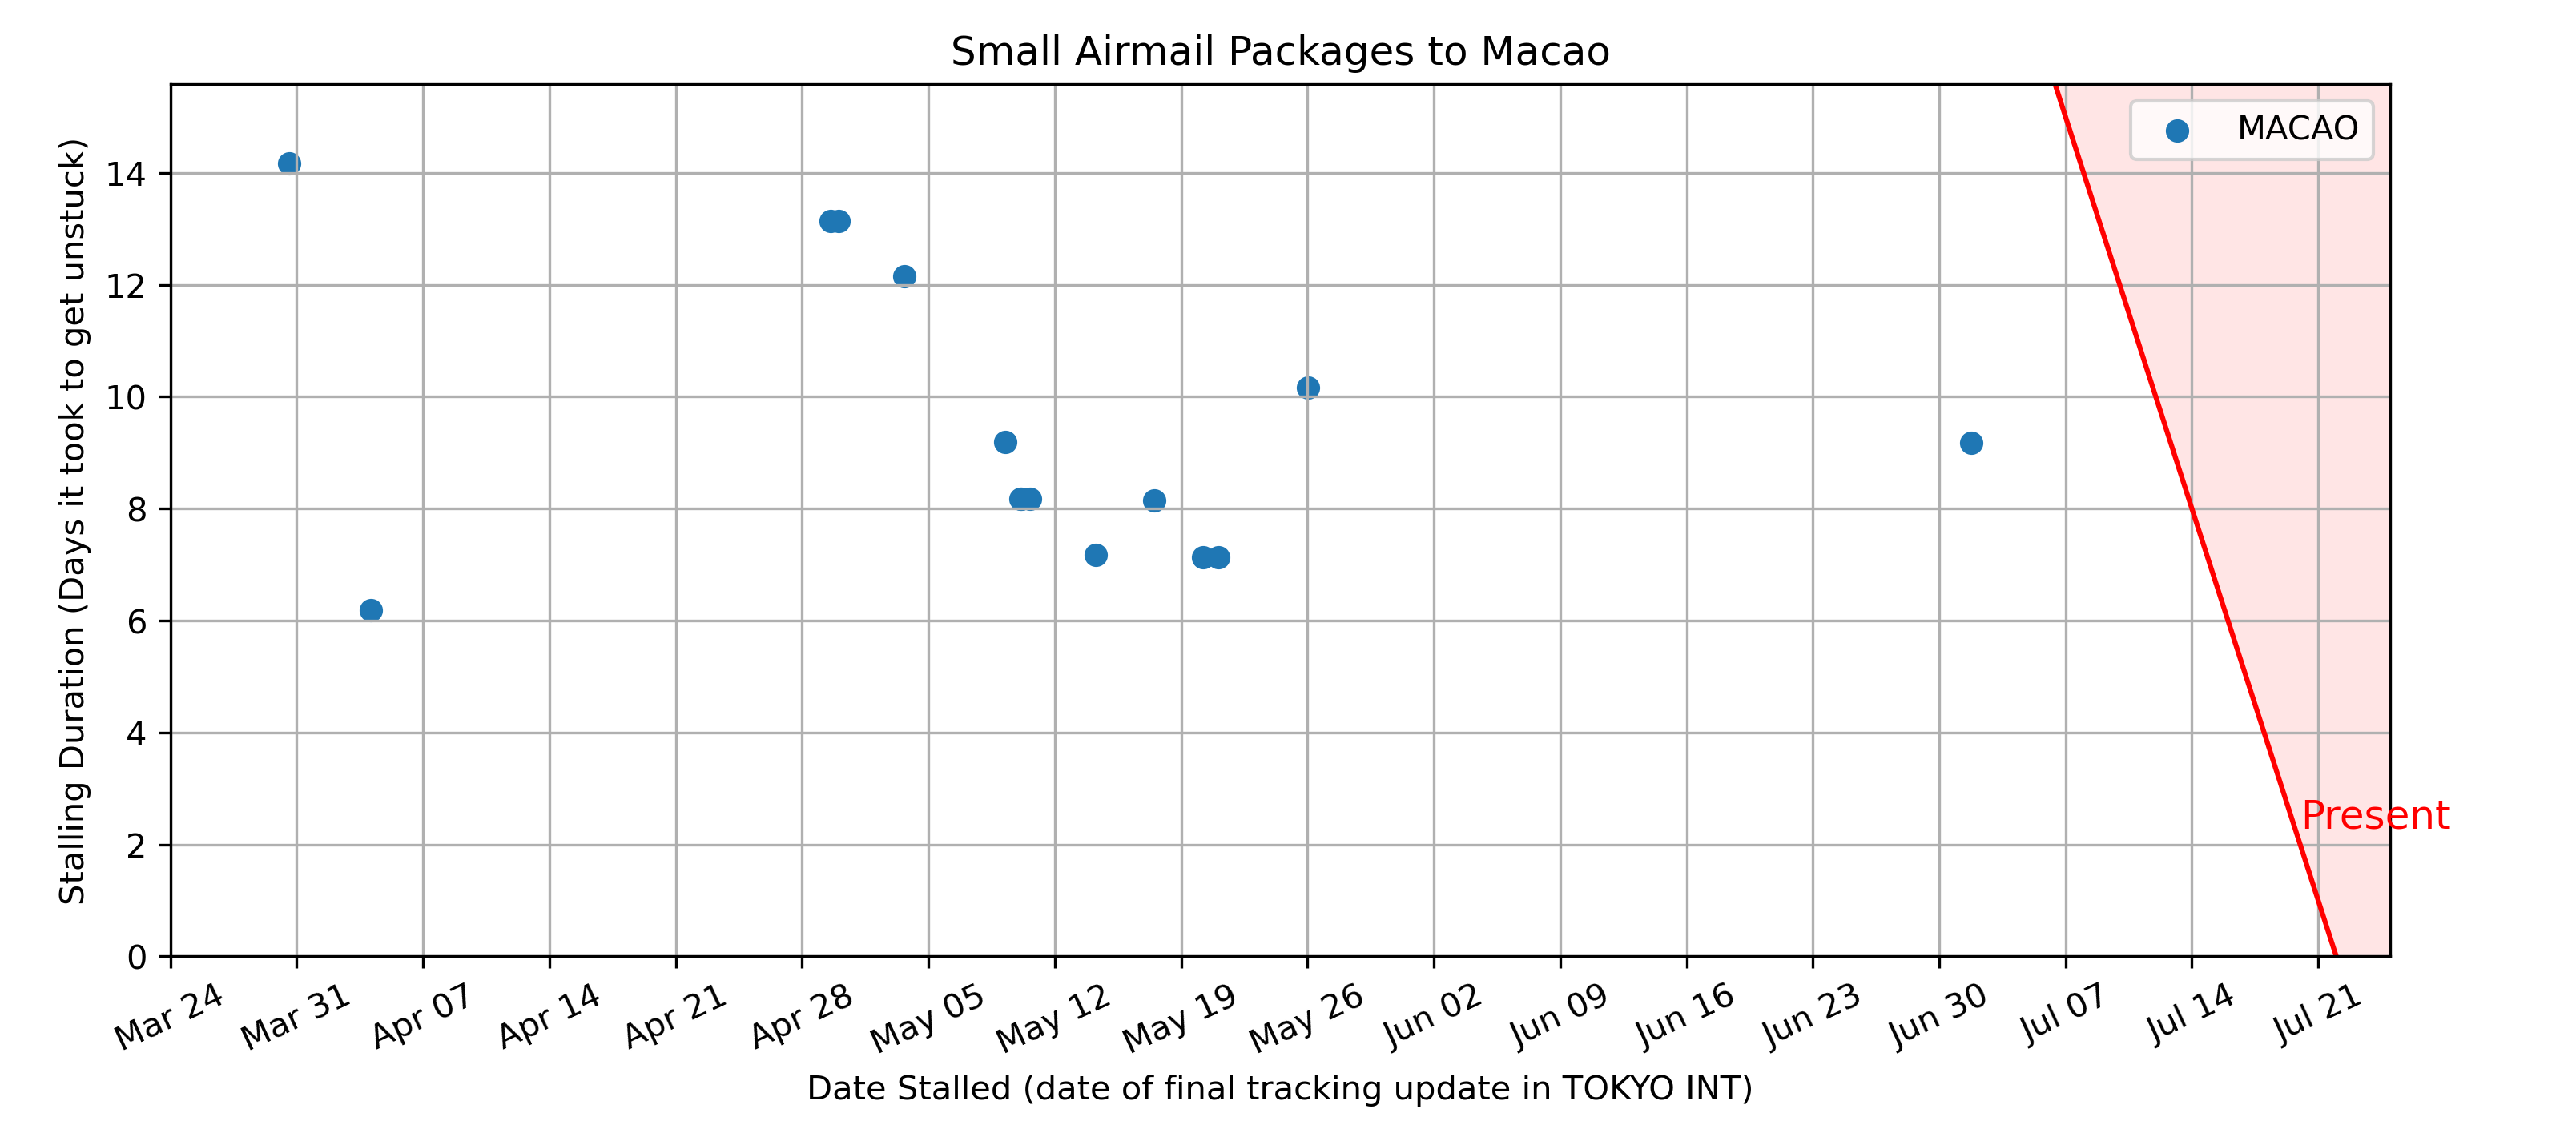 Small Airmail Packages to Macao
MACAO
Stalling Duration (Days it took to get unstuck)
14
12
10
8
6
4
2
0
Present
Mar 24 Mar 31 Apr 07 Apr 14 Apr 21 Apr 28 May 05 May 12 May 19 May 26 Jun 02 Jun 09 Jun 16 Jun 23 Jun 30 Jul 07 Jul 14 Jul 21
Date Stalled (date of final tracking update in TOKYO INT)